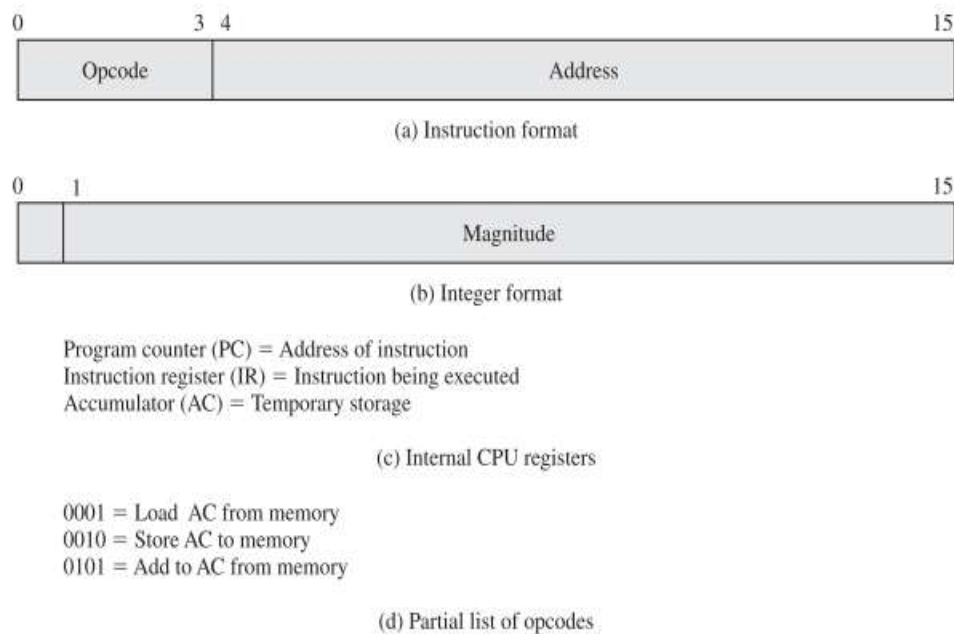 0 3 4 15
Opcode Address
(a) Instruction format
0 1 15
Magnitude
(b) Integer format
Program counter (PC) = Address of instruction
Instruction register (IR) = Instruction being executed
Accumulator (AC) = Temporary storage
(c) Internal CPU registers
0001 = Load AC from memory
0010 = Store AC to memory
0101 = Add to AC from memory
(d) Partial list of opcodes